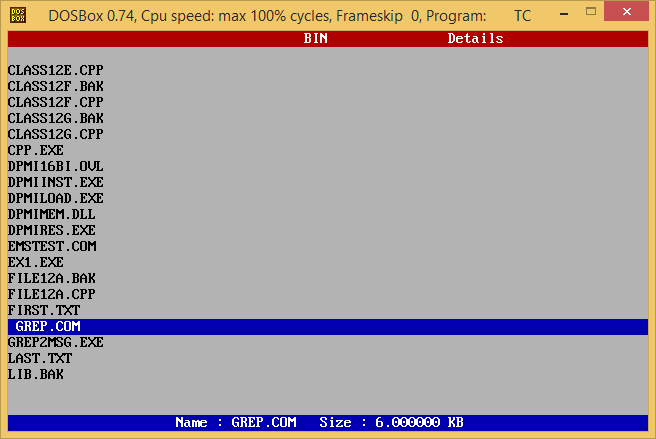 DOS BOX DOSBox 0.74, Cpu speed: max 100% cycles, Frameskip 0, Program: TC
BIN Details
CLASS12E.CPP
CLASS12F.BAK
CLASS12F.CPP
CLASS12G.BAK
CLASS12G.CPP
CPP.EXE
DPMI16BI.OVL
DPMIINST.EXE
DPMILOAD.EXE
DPMIMEM.DLL
DPMIRES.EXE
EMSTEST.COM
EX1.EXE
FILE12A.BAK
FILE12A.CPP
FIRST.TXT
GREP.COM
GREP2MSG.EXE
LAST.TXT
LIB.BAK
Name : GREP.COM Size : 6.000000 KB